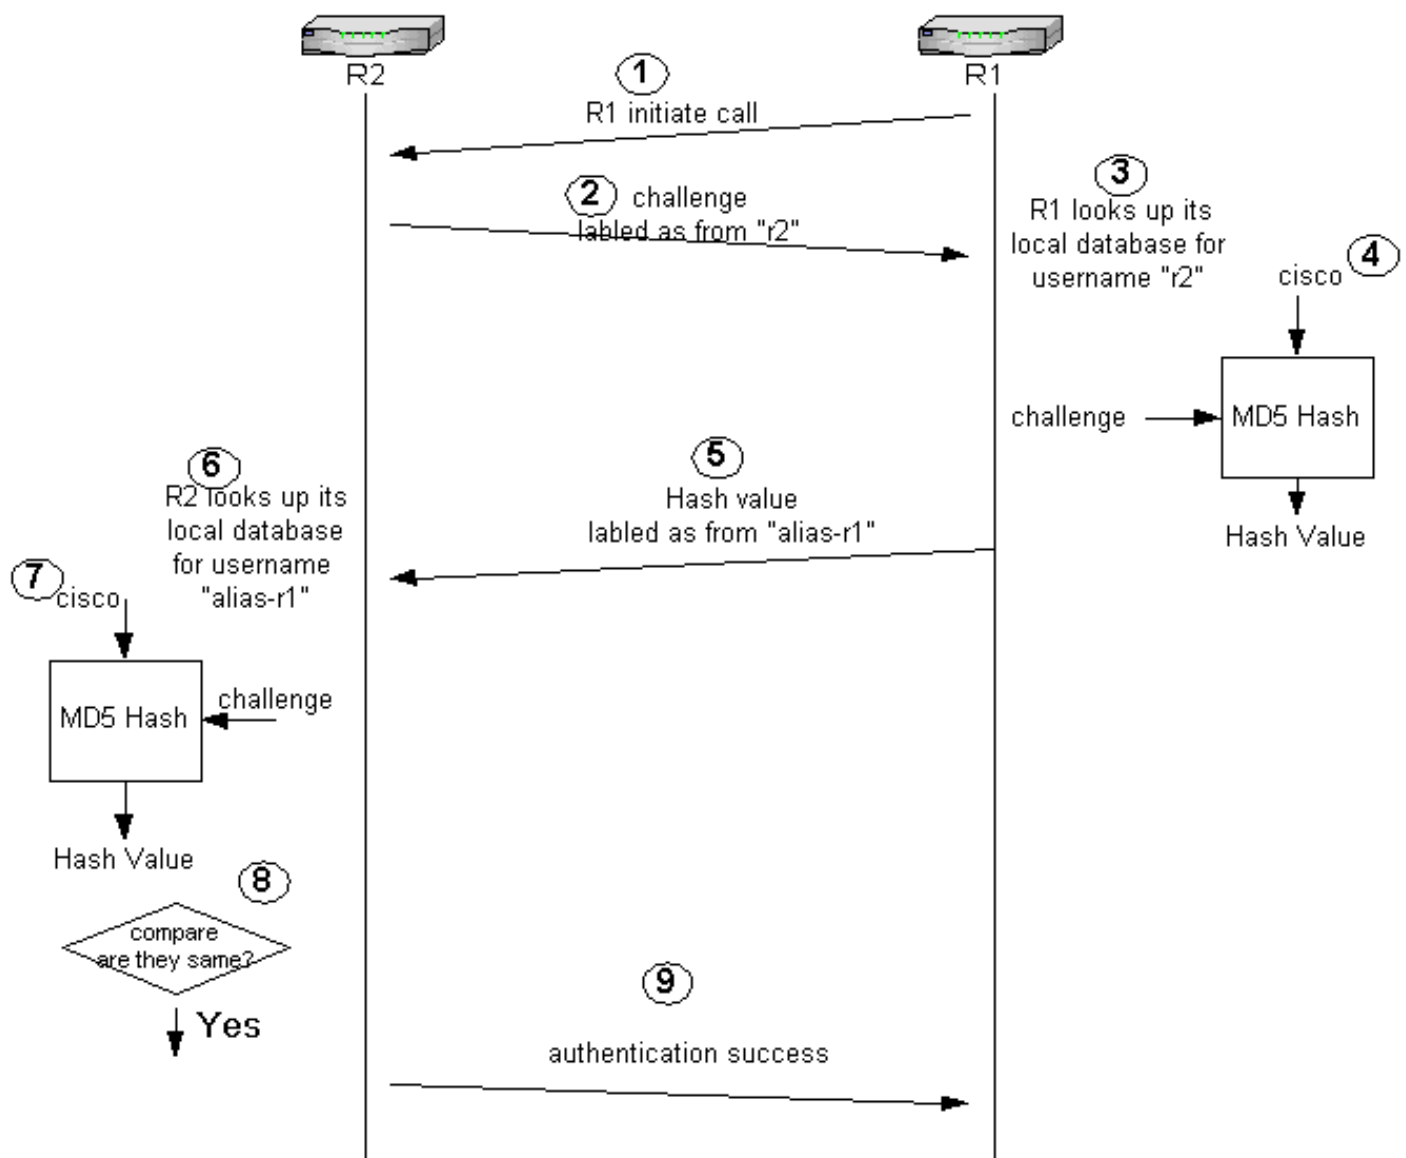 R2
R1
1
R1 initiate call
2
challenge
labled as from "r2"
3
R1 looks up its
local database for
username "r2"
4
cisco
challenge
MD5 Hash
Hash Value
5
Hash value
labled as from "alias-r1"
6
R2 looks up its
local database
for username
"alias-r1"
7
cisco
challenge
MD5 Hash
Hash Value
8
compare
are they same?
Yes
9
authentication success